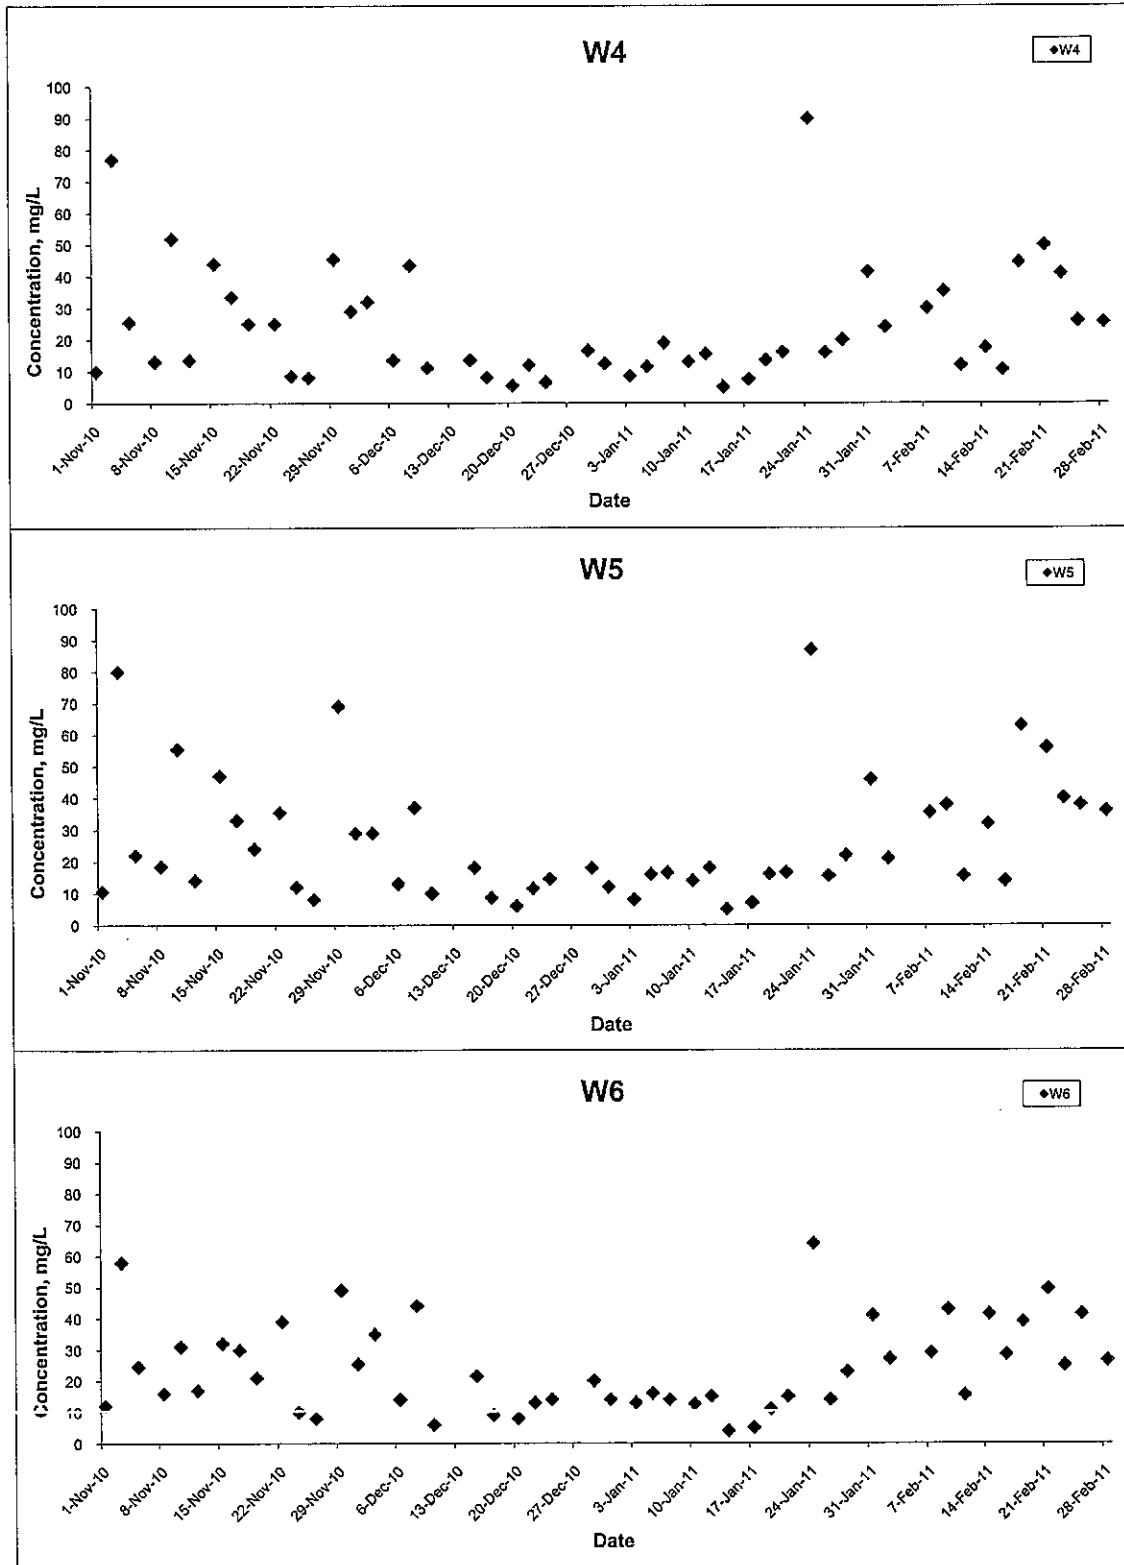 W4
◆W4
100
90
80
70
60
50
40
30
20
10
0
Concentration, mg/L
1-Nov-10
8-Nov-10
15-Nov-10
22-Nov-10
29-Nov-10
6-Dec-10
13-Dec-10
20-Dec-10
27-Dec-10
3-Jan-11
10-Jan-11
17-Jan-11
24-Jan-11
31-Jan-11
7-Feb-11
14-Feb-11
21-Feb-11
28-Feb-11
Date
W5
◆W5
100
90
80
70
60
50
40
30
20
10
0
Concentration, mg/L
1-Nov-10
8-Nov-10
15-Nov-10
22-Nov-10
29-Nov-10
6-Dec-10
13-Dec-10
20-Dec-10
27-Dec-10
3-Jan-11
10-Jan-11
17-Jan-11
24-Jan-11
31-Jan-11
7-Feb-11
14-Feb-11
21-Feb-11
28-Feb-11
Date
W6
◆W6
100
90
80
70
60
50
40
30
20
10
0
Concentration, mg/L
1-Nov-10
8-Nov-10
15-Nov-10
22-Nov-10
29-Nov-10
6-Dec-10
13-Dec-10
20-Dec-10
27-Dec-10
3-Jan-11
10-Jan-11
17-Jan-11
24-Jan-11
31-Jan-11
7-Feb-11
14-Feb-11
21-Feb-11
28-Feb-11
Date